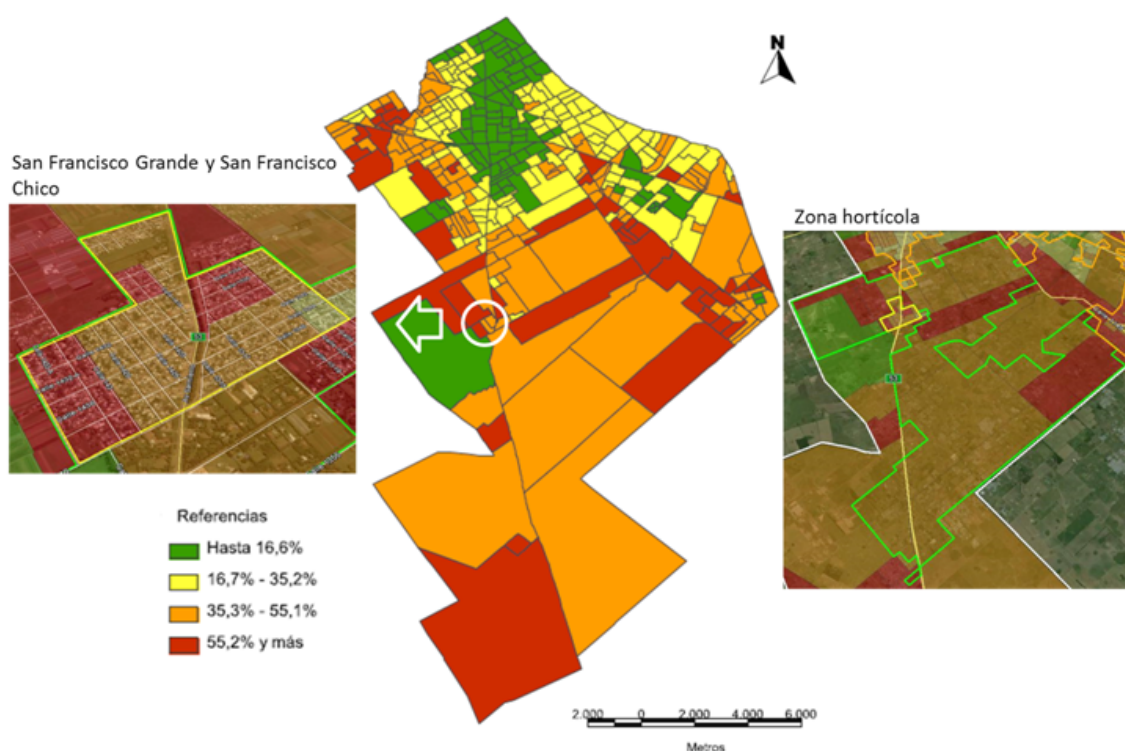 N
San Francisco Grande y San Francisco
Chico
Zona hortícola
Referencias
Hasta 16,6%
16,7% - 35,2%
35,3% - 55,1%
55,2% y más
2.000 0 2.000 4.000 6.000
Metros